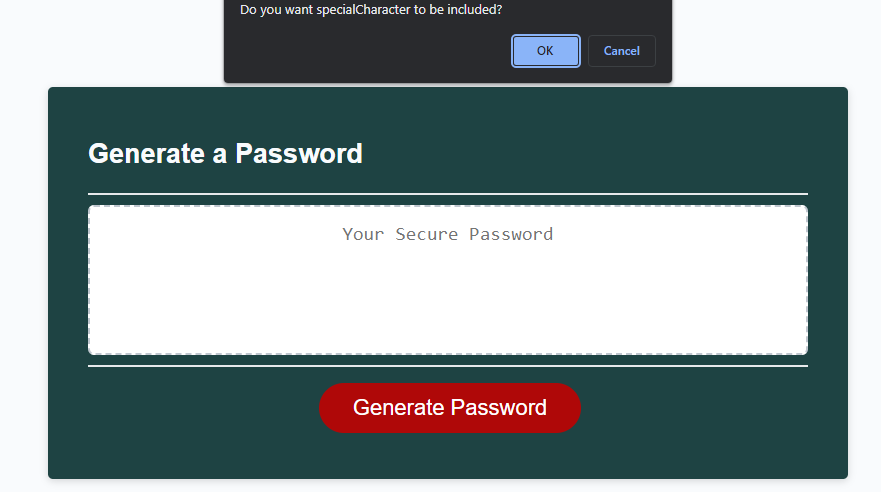 Do you want specialCharacter to be included?
OK Cancel
Generate a Password
Your Secure Password
Generate Password